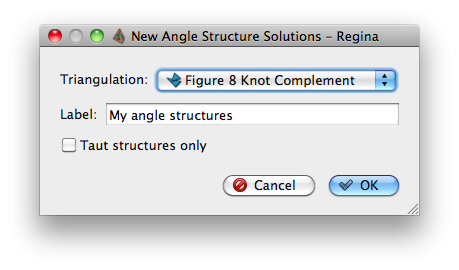 New Angle Structure Solutions – Regina
Triangulation: Figure 8 Knot Complement
Label: My angle structures
Taut structures only
Cancel OK